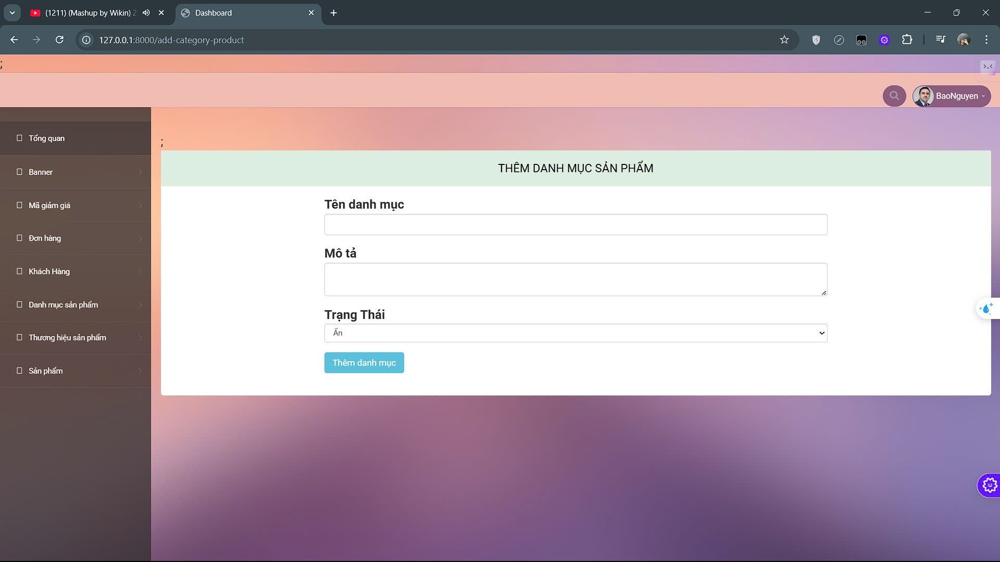 (1211) (Mashup by Wikin) 2
Dashboard
127.0.0.1:8000/add-category-product
;
BaoNguyen
Tổng quan
Banner
Mã giảm giá
Đơn hàng
Khách Hàng
Danh mục sản phẩm
Thương hiệu sản phẩm
Sản phẩm
;
THÊM DANH MỤC SẢN PHẨM
Tên danh mục
Mô tả
Trạng Thái
Ẩn
Thêm danh mục